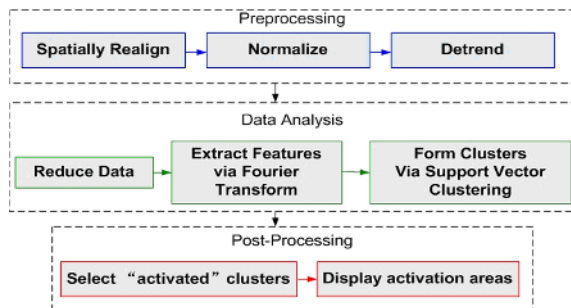 Preprocessing
Spatially Realign
Normalize
Detrend
Data Analysis
Reduce Data
Extract Features
via Fourier
Transform
Form Clusters
Via Support Vector
Clustering
Post-Processing
Select “activated” clusters
Display activation areas